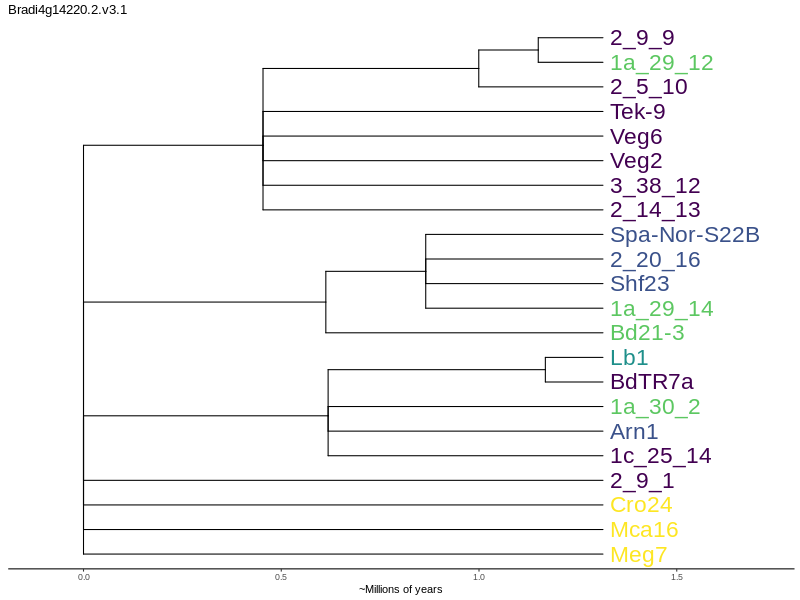 Bradi4g14220.2.v3.1
2_9_9
1a_29_12
2_5_10
Tek-9
Veg6
Veg2
3_38_12
2_14_13
Spa-Nor-S22B
2_20_16
Shf23
1a_29_14
Bd21-3
Lb1
BdTR7a
1a_30_2
Arn1
1c_25_14
2_9_1
Cro24
Mca16
Meg7
0.0 0.5 1.0 1.5
~Millions of years